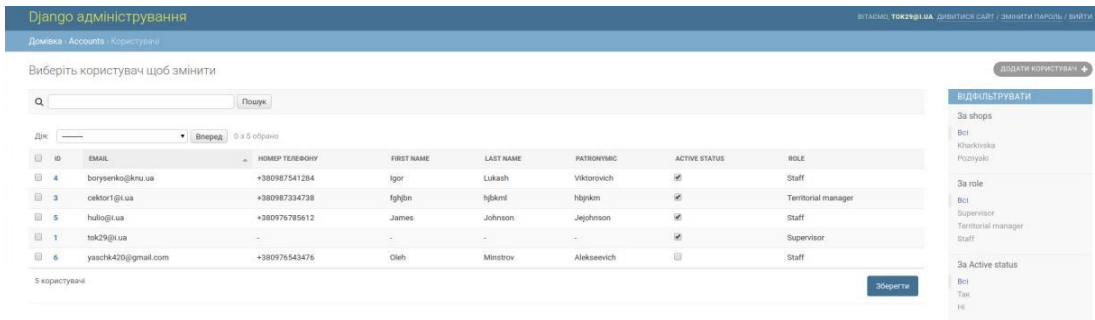 Django адміністрування
ВІТАЄМО, TOK29@I.UA. ДИВИТИСЯ САЙТ / ЗМІНИТИ ПАРОЛЬ / ВИЙТИ
Домівка › Accounts › Користувачі
Виберіть користувач щоб змінити
ДОДАТИ КОРИСТУВАЧ +
Пошук
Дія: --------- Вперед 0 з 5 обрано
ID EMAIL НОМЕР ТЕЛЕФОНУ FIRST NAME LAST NAME PATRONYMIC ACTIVE STATUS ROLE
4 borysenko@knu.ua +380987541284 Igor Lukash Viktorovich Staff
3 cektor1@i.ua +380987334738 fghjbn hjbkml hbjnkm Territorial manager
5 hulio@i.ua +380976785612 James Johnson Jejohnson Staff
1 tok29@i.ua - - - - Supervisor
6 yaschk420@gmail.com +380976543476 Oleh Minstrov Alekseevich Staff
5 користувачі
Зберегти
ВІДФІЛЬТРУВАТИ
За shops
Всі
Kharkivska
Poznyaki
За role
Всі
Supervisor
Territorial manager
Staff
За Active status
Всі
Так
Ні